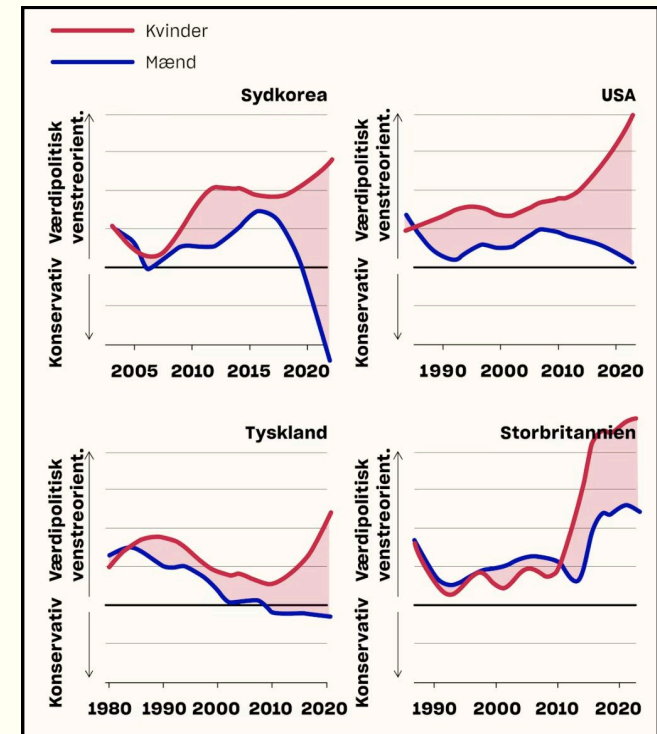 Kvinder
Mænd
Sydkorea
Værdipolitisk
venstreorient.
Konservativ
2005 2010 2015 2020
USA
Værdipolitisk
venstreorient.
Konservativ
1990 2000 2010 2020
Tyskland
Værdipolitisk
venstreorient.
Konservativ
1980 1990 2000 2010 2020
Storbritannien
Værdipolitisk
venstreorient.
Konservativ
1990 2000 2010 2020